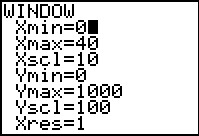 WINDOW
Xmin=0
Xmax=40
Xscl=10
Ymin=0
Ymax=1000
Yscl=100
Xres=1